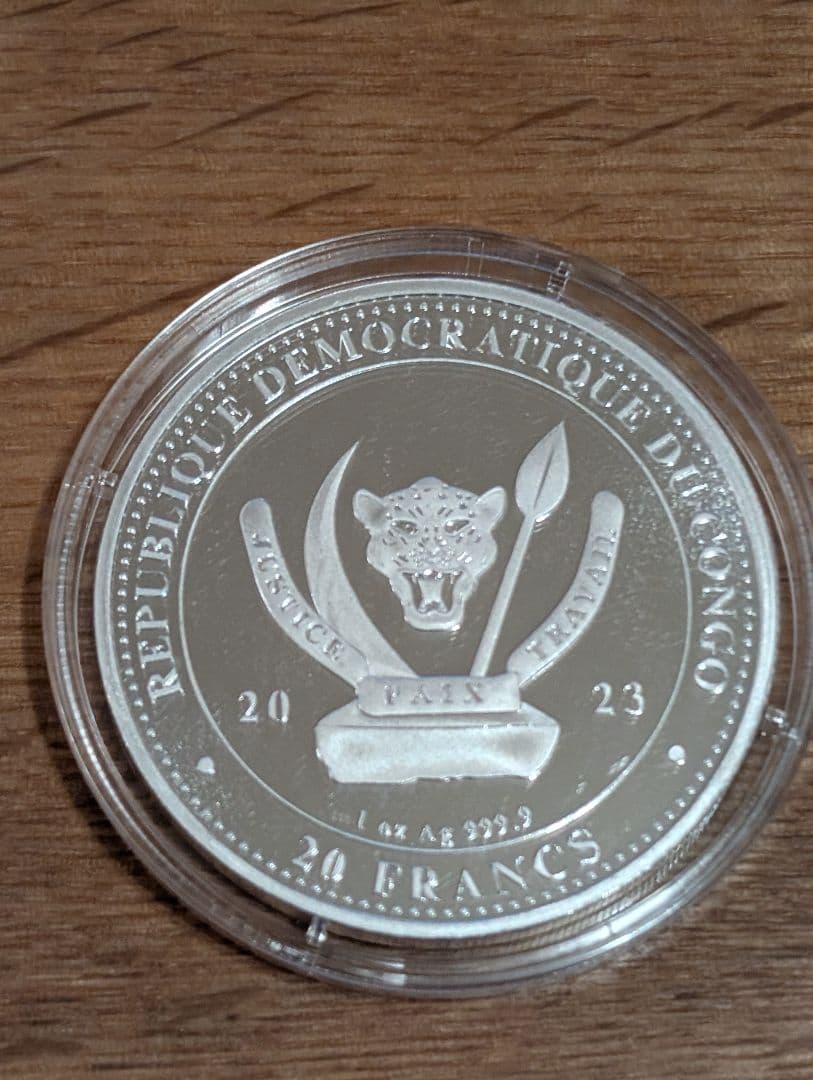 REPUBLIQUE DEMOCRATIQUE DU CONGO
JUSTICE
PAIX
TRAVAIL
20 23
1 oz Ag 999.9
20 FRANCS